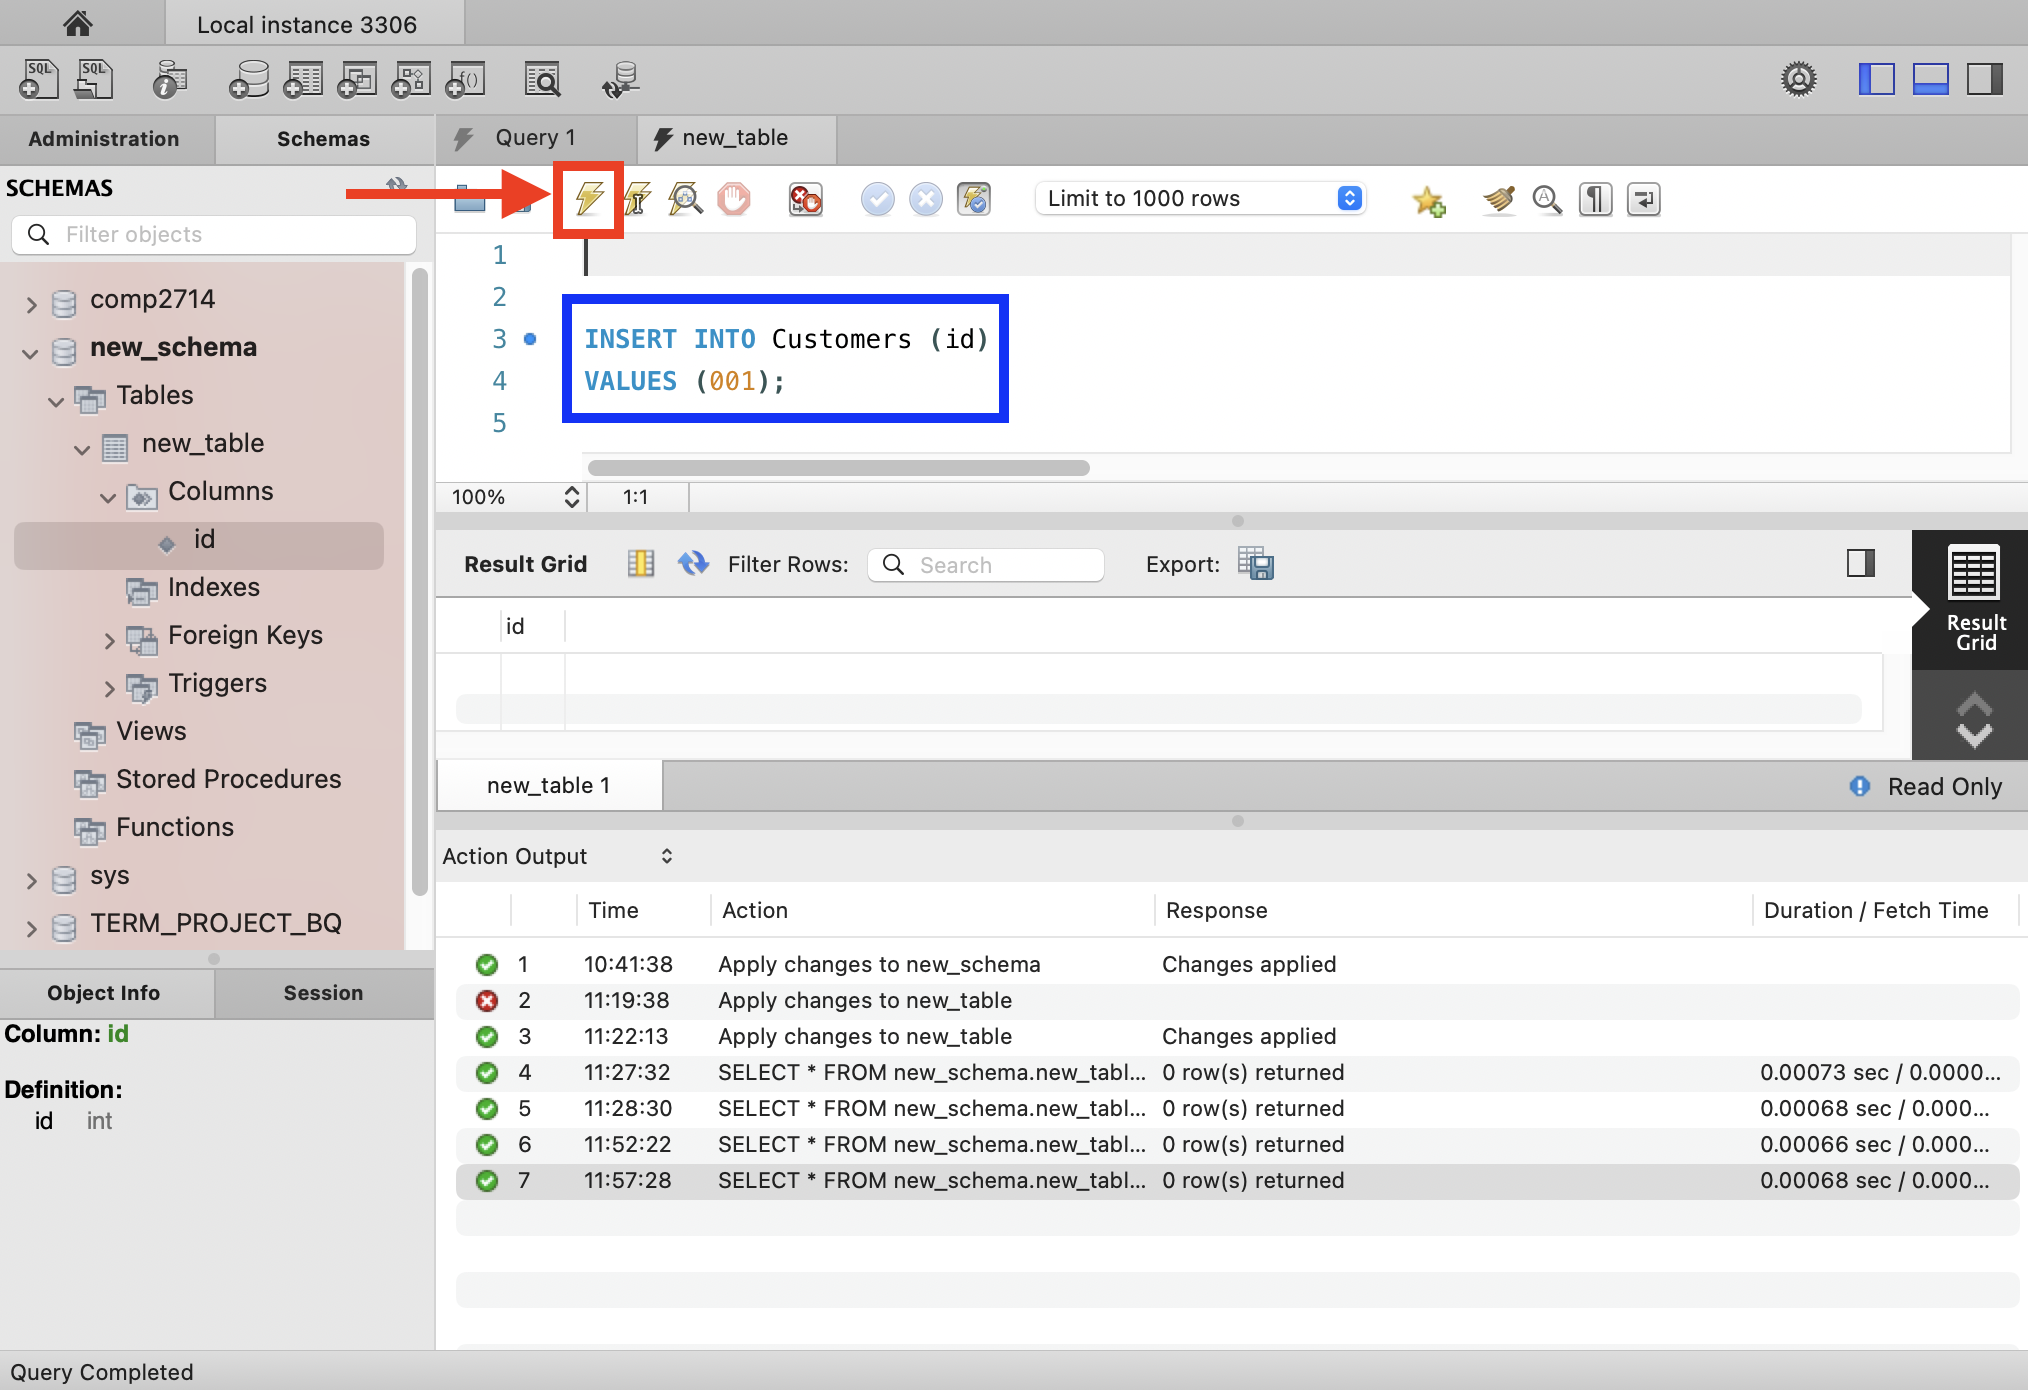 Local instance 3306
SQL
SQL
f()
Administration
Schemas
Query 1
new_table
SCHEMAS
Filter objects
Limit to 1000 rows
comp2714
new_schema
Tables
new_table
Columns
id
Indexes
Foreign Keys
Triggers
Views
Stored Procedures
Functions
sys
TERM_PROJECT_BQ
1
2
3 INSERT INTO Customers (id)
4 VALUES (001);
5
100% 1:1
Result Grid Filter Rows: Search Export:
id
Result
Grid
new_table 1
Read Only
Action Output
Time Action Response Duration / Fetch Time
1 10:41:38 Apply changes to new_schema Changes applied
2 11:19:38 Apply changes to new_table
3 11:22:13 Apply changes to new_table Changes applied
4 11:27:32 SELECT * FROM new_schema.new_tabl... 0 row(s) returned 0.00073 sec / 0.0000...
5 11:28:30 SELECT * FROM new_schema.new_tabl... 0 row(s) returned 0.00068 sec / 0.000...
6 11:52:22 SELECT * FROM new_schema.new_tabl... 0 row(s) returned 0.00066 sec / 0.000...
7 11:57:28 SELECT * FROM new_schema.new_tabl... 0 row(s) returned 0.00068 sec / 0.000...
Object Info
Session
Column: id
Definition:
id int
Query Completed